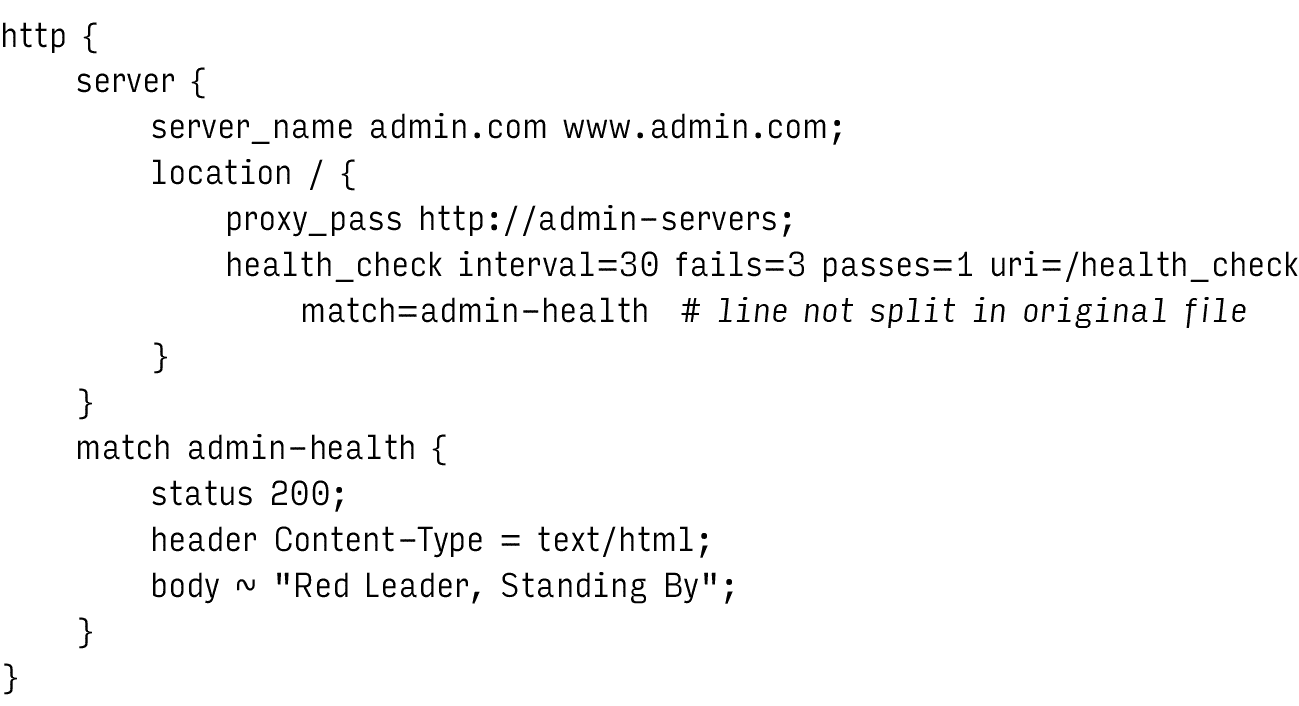 http {
server {
server_name admin.com www.admin.com;
location / {
proxy_pass http://admin-servers;
health_check interval=30 fails=3 passes=1 uri=/health_check
match=admin-health # line not split in original file
}
}
match admin-health {
status 200;
header Content-Type = text/html;
body ~ "Red Leader, Standing By";
}
}